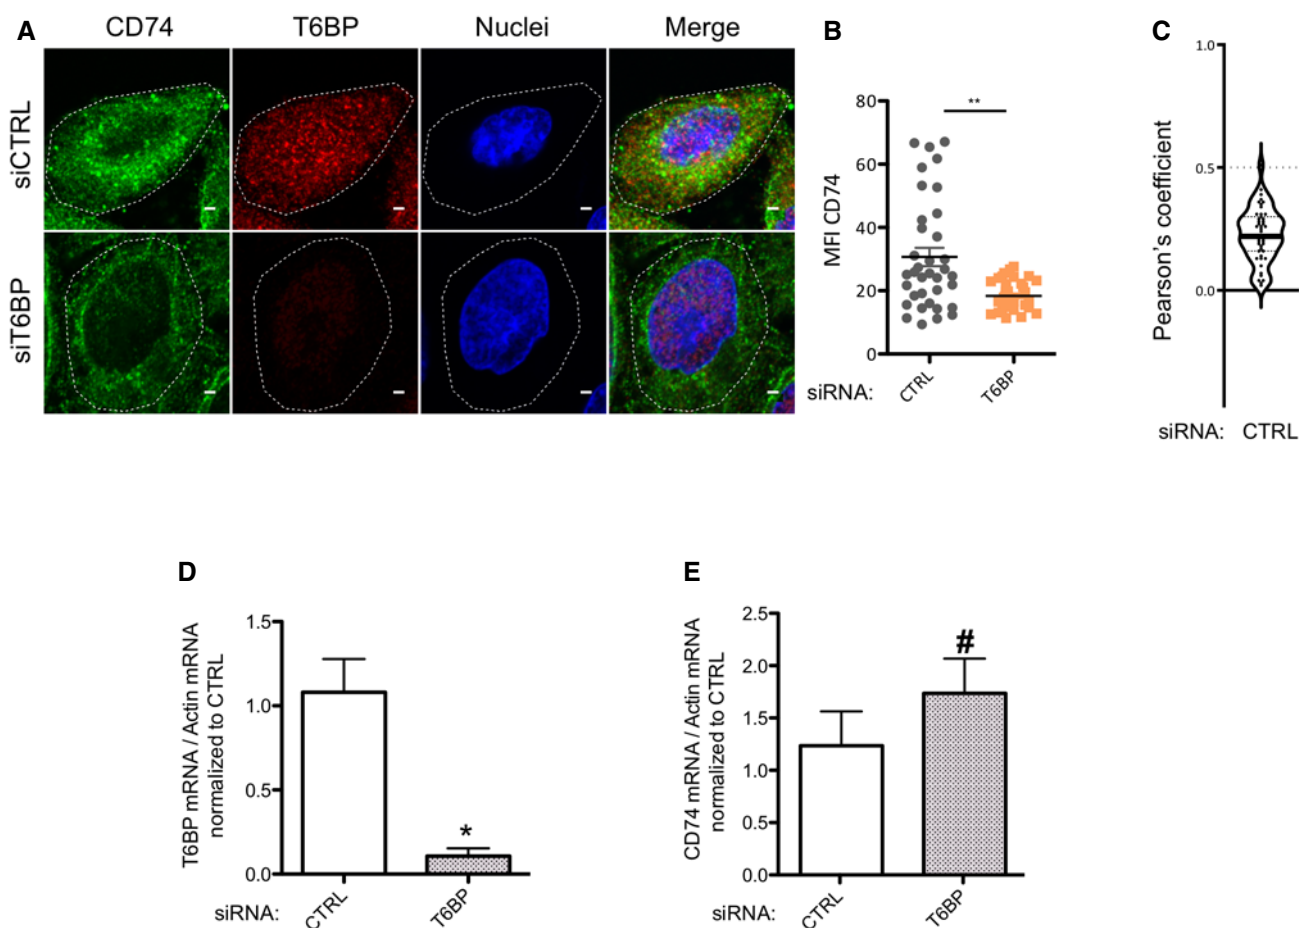 A
CD74
T6BP
Nuclei
Merge
siCTRL
siT6BP
B
MFI CD74
80
60
40
20
0
**
siRNA:
CTRL
T6BP
C
Pearson's coefficient
1.0
0.5
0.0
siRNA:
CTRL
D
T6BP mRNA / Actin mRNA
normalized to CTRL
1.5
1.0
0.5
0.0
*
siRNA:
CTRL
T6BP
E
CD74 mRNA / Actin mRNA
normalized to CTRL
2.5
2.0
1.5
1.0
0.5
0.0
#
siRNA:
CTRL
T6BP